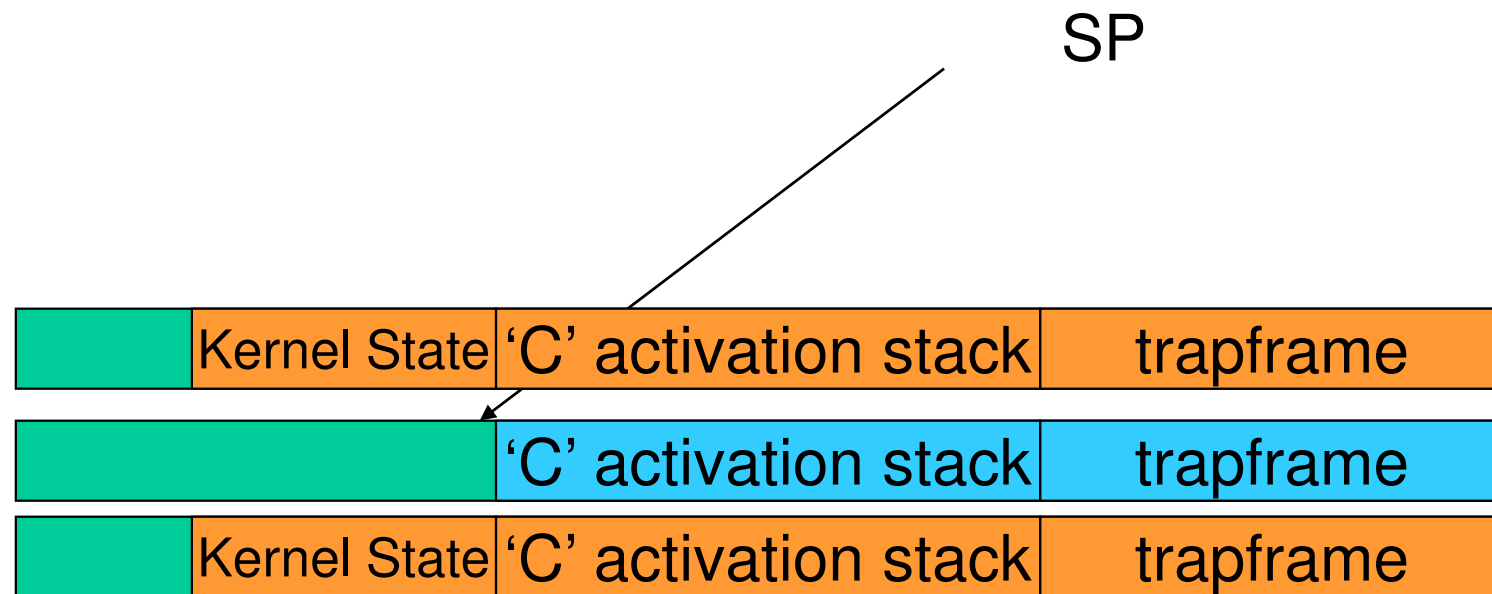 SP
Kernel State ‘C’ activation stack trapframe
‘C’ activation stack trapframe
Kernel State ‘C’ activation stack trapframe